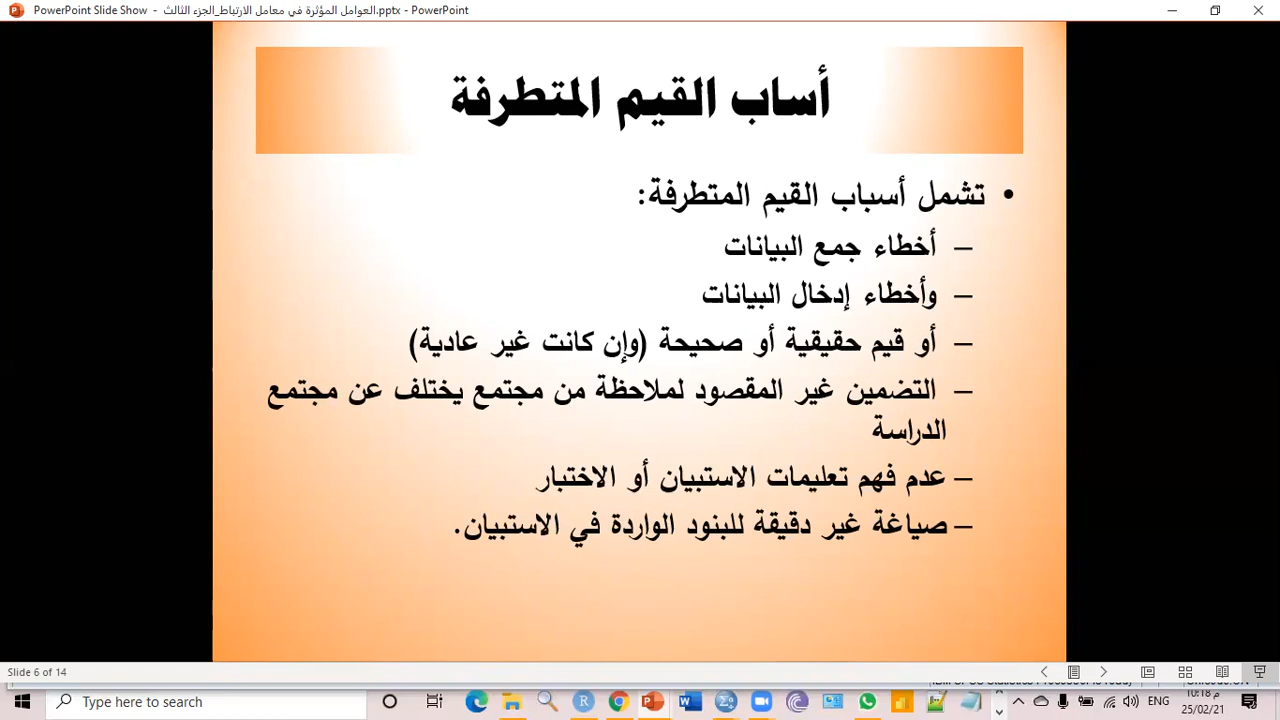 العوامل المؤثرة في معامل الارتباط_الجزء الثالث.pptx - PowerPoint
PowerPoint Slide Show -
أساب القيم المتطرفة
• تشمل أسباب القيم المتطرفة:
– أخطاء جمع البيانات
– وأخطاء إدخال البيانات
– أو قيم حقيقية أو صحيحة (وإن كانت غير عادية)
– التضمين غير المقصود لملاحظة من مجتمع يختلف عن مجتمع
الدراسة
– عدم فهم تعليمات الاستبيان أو الاختبار
– صياغة غير دقيقة للبنود الواردة في الاستبيان.
Slide 6 of 14
Type here to search
ENG
10:18 م
25/02/21